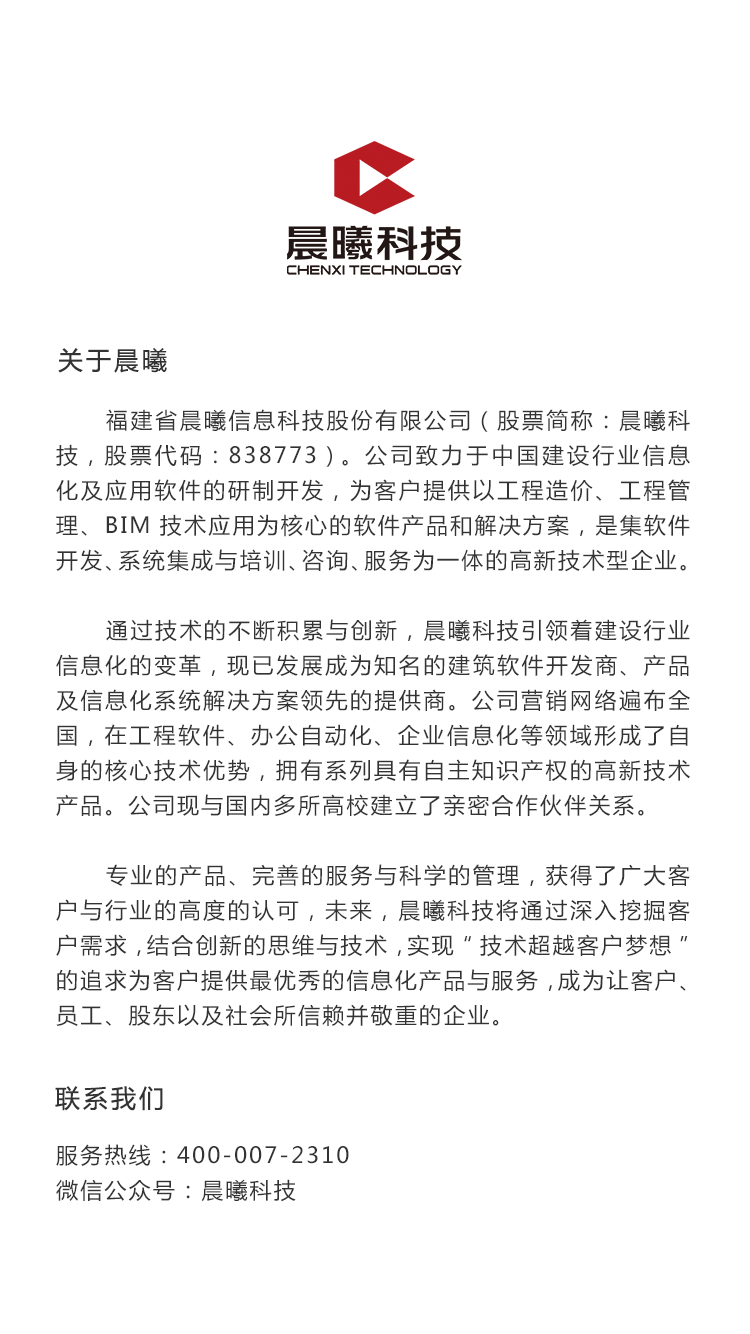 晨曦科技
CHENXI TECHNOLOGY
关于晨曦
福建省晨曦信息科技股份有限公司（股票简称：晨曦科
技，股票代码：838773）。公司致力于中国建设行业信息
化及应用软件的研制开发，为客户提供以工程造价、工程管
理、BIM 技术应用为核心的软件产品和解决方案，是集软件
开发、系统集成与培训、咨询、服务为一体的高新技术型企业。
通过技术的不断积累与创新，晨曦科技引领着建设行业
信息化的变革，现已发展成为知名的建筑软件开发商、产品
及信息化系统解决方案领先的提供商。公司营销网络遍布全
国，在工程软件、办公自动化、企业信息化等领域形成了自
身的核心技术优势，拥有系列具有自主知识产权的高新技术
产品。公司现与国内多所高校建立了亲密合作伙伴关系。
专业的产品、完善的服务与科学的管理，获得了广大客
户与行业的高度的认可，未来，晨曦科技将通过深入挖掘客
户需求，结合创新的思维与技术，实现“技术超越客户梦想”
的追求为客户提供最优秀的信息化产品与服务，成为让客户、
员工、股东以及社会所信赖并敬重的企业。
联系我们
服务热线：400-007-2310
微信公众号：晨曦科技